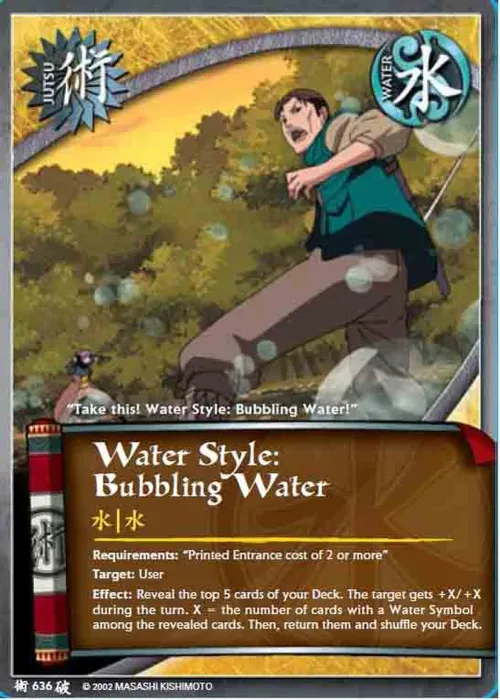 JUTSU
術
WATER
水
"Take this! Water Style: Bubbling Water!"
Water Style:
Bubbling Water
水|水
Requirements: "Printed Entrance cost of 2 or more"
Target: User
Effect: Reveal the top 5 cards of your Deck. The target gets +X/+X
during the turn. X = the number of cards with a Water Symbol
among the revealed cards. Then, return them and shuffle your Deck.
術
術 636 破 © 2002 MASASHI KISHIMOTO